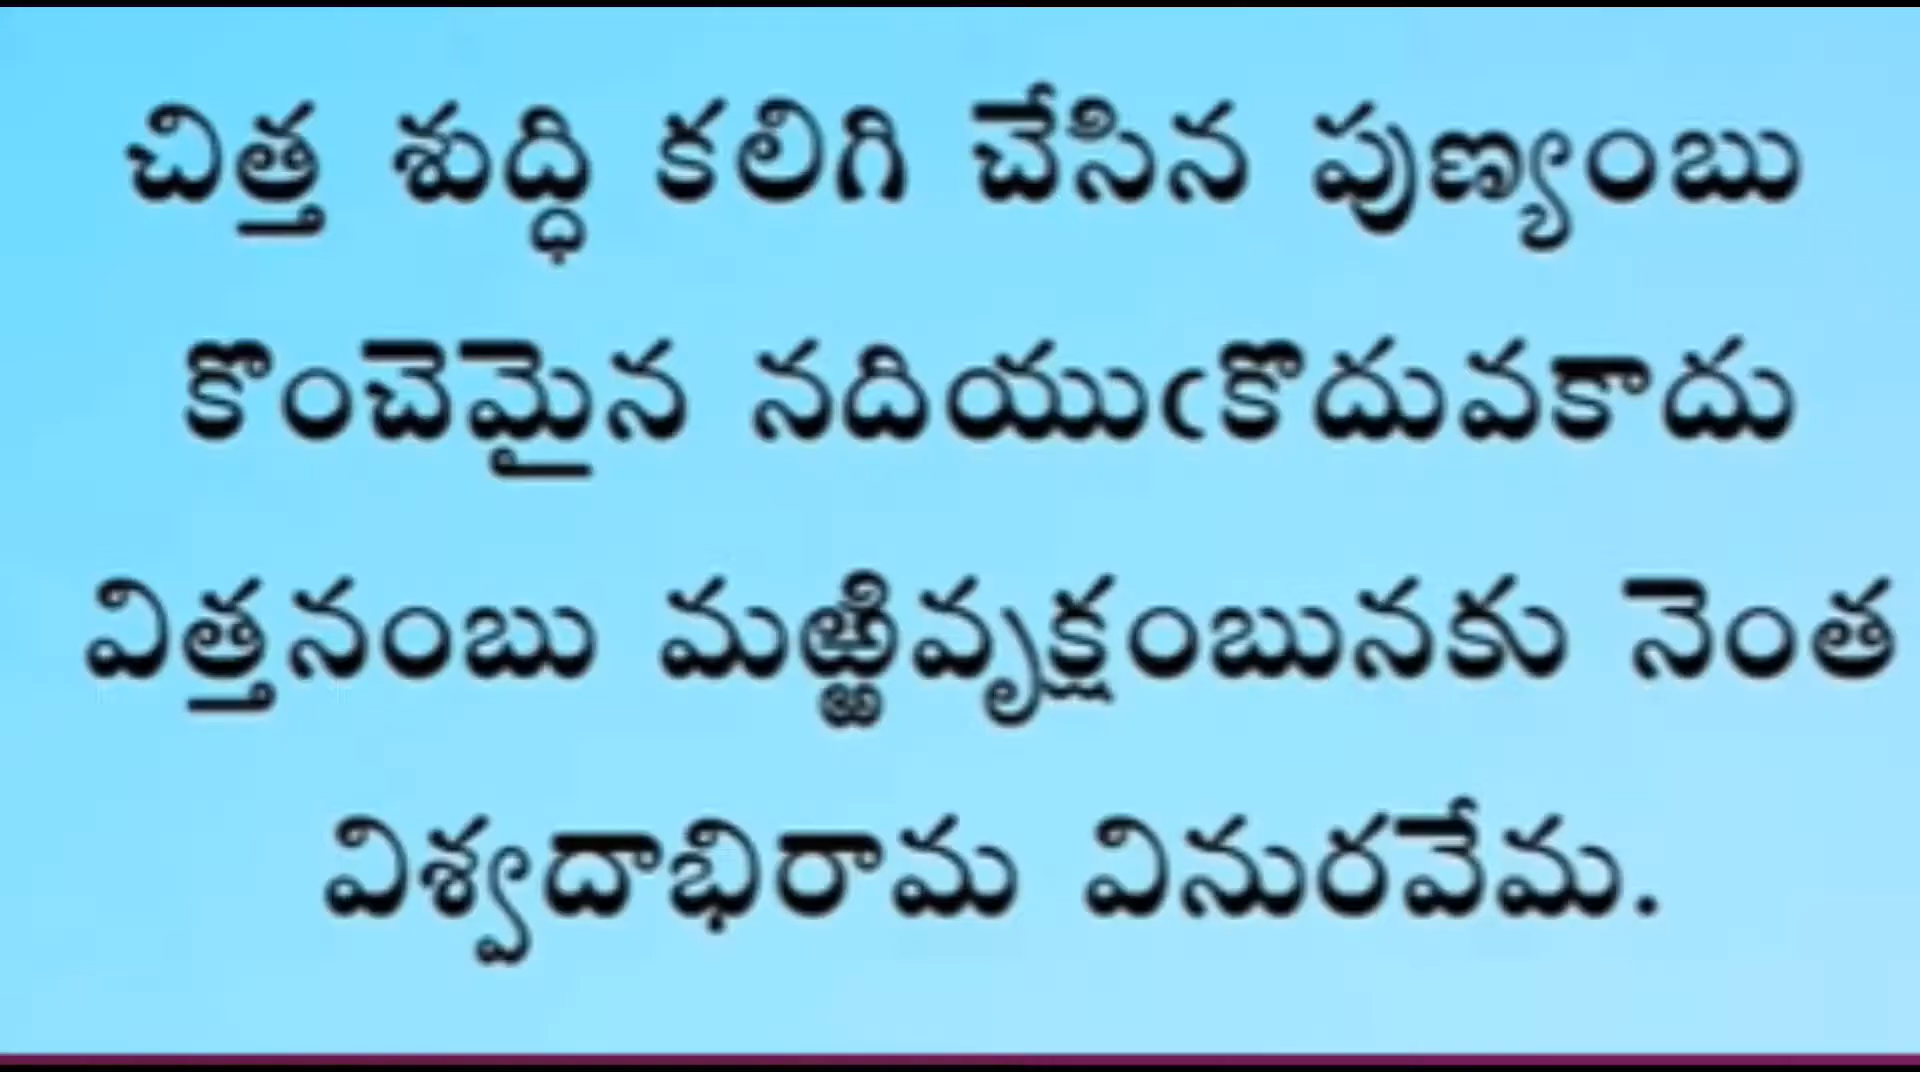 చిత్త శుద్ధి కలిగి చేసిన పుణ్యంబు
కొంచెమైన నదియుఁకొదువకాదు
విత్తనంబు మఱ్ఱివృక్షంబునకు నెంత
విశ్వదాభిరామ వినురవేమ.